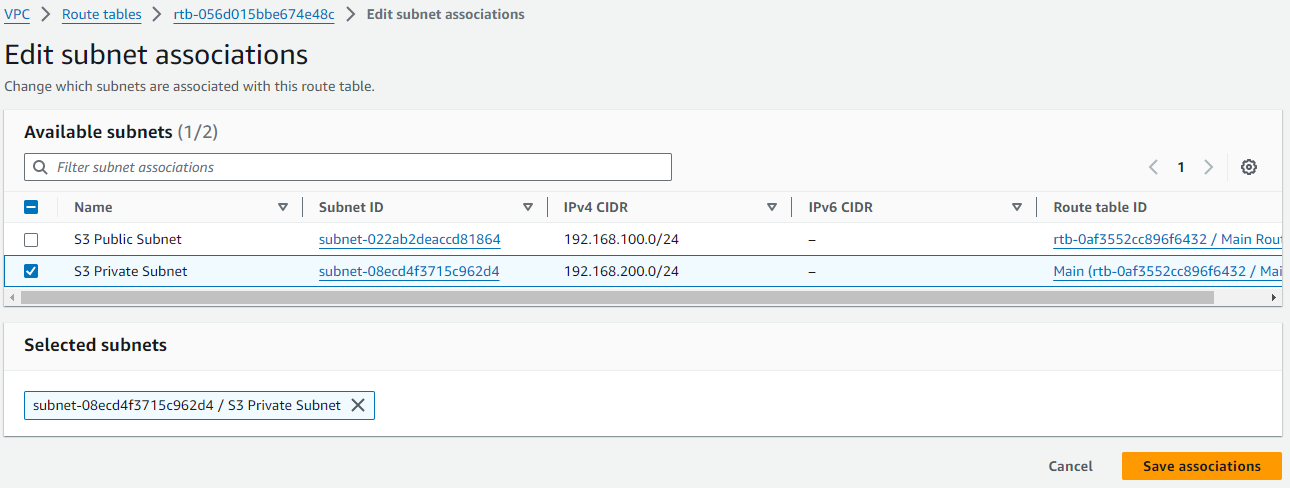 VPC > Route tables > rtb-056d015bbe674e48c > Edit subnet associations
Edit subnet associations
Change which subnets are associated with this route table.
Available subnets (1/2)
Filter subnet associations
1
Name Subnet ID IPv4 CIDR IPv6 CIDR Route table ID
S3 Public Subnet subnet-022ab2deaccd81864 192.168.100.0/24 – rtb-0af3552cc896f6432 / Main Rou
S3 Private Subnet subnet-08ecd4f3715c962d4 192.168.200.0/24 – Main (rtb-0af3552cc896f6432 / Mai
Selected subnets
subnet-08ecd4f3715c962d4 / S3 Private Subnet
Cancel Save associations